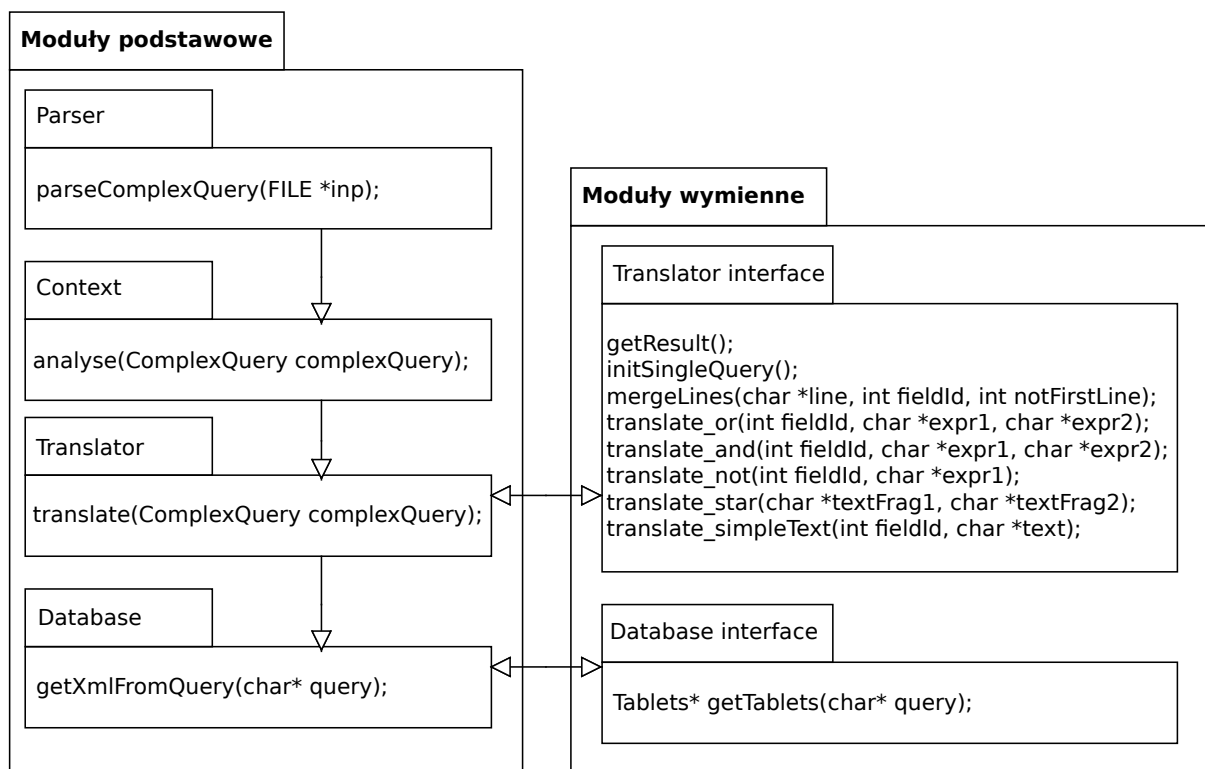 Moduły podstawowe
Parser
parseComplexQuery(FILE *inp);
Context
analyse(ComplexQuery complexQuery);
Translator
translate(ComplexQuery complexQuery);
Database
getXmlFromQuery(char* query);
Moduły wymienne
Translator interface
getResult();
initSingleQuery();
mergeLines(char *line, int fieldId, int notFirstLine);
translate_or(int fieldId, char *expr1, char *expr2);
translate_and(int fieldId, char *expr1, char *expr2);
translate_not(int fieldId, char *expr1);
translate_star(char *textFrag1, char *textFrag2);
translate_simpleText(int fieldId, char *text);
Database interface
Tablets* getTablets(char* query);